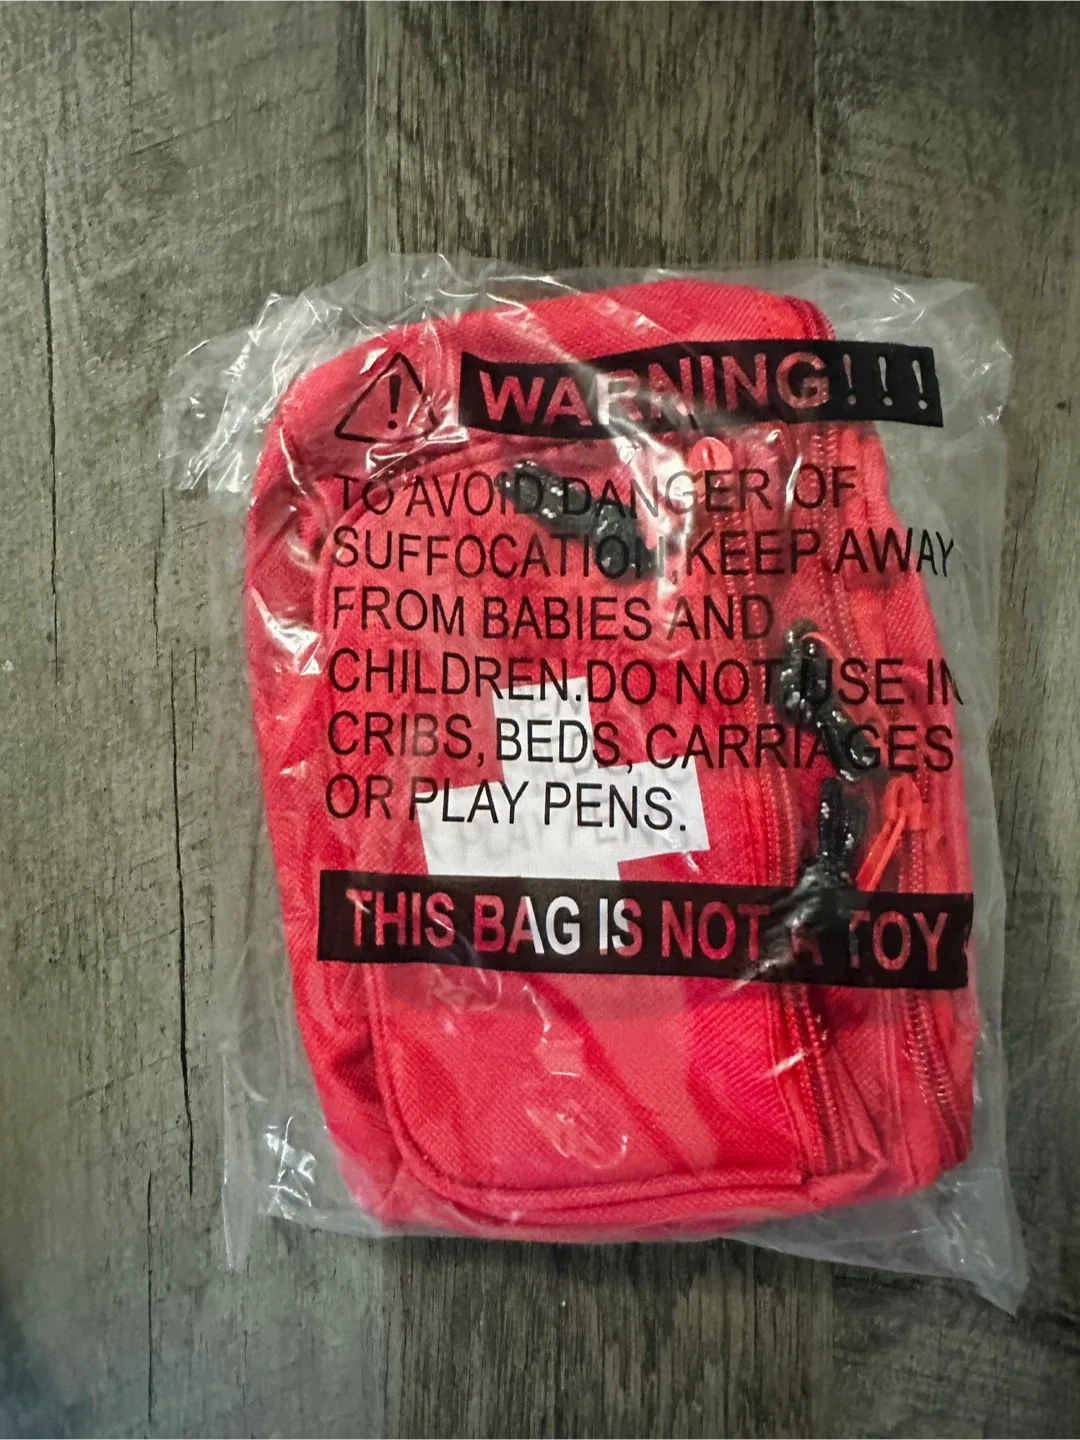 WARNING!!!
TO AVOID DANGER OF
SUFFOCATION,KEEP AWAY
FROM BABIES AND
CHILDREN.DO NOT USE IN
CRIBS,BEDS, CARRIAGES
OR PLAY PENS.
THIS BAG IS NOT A TOY